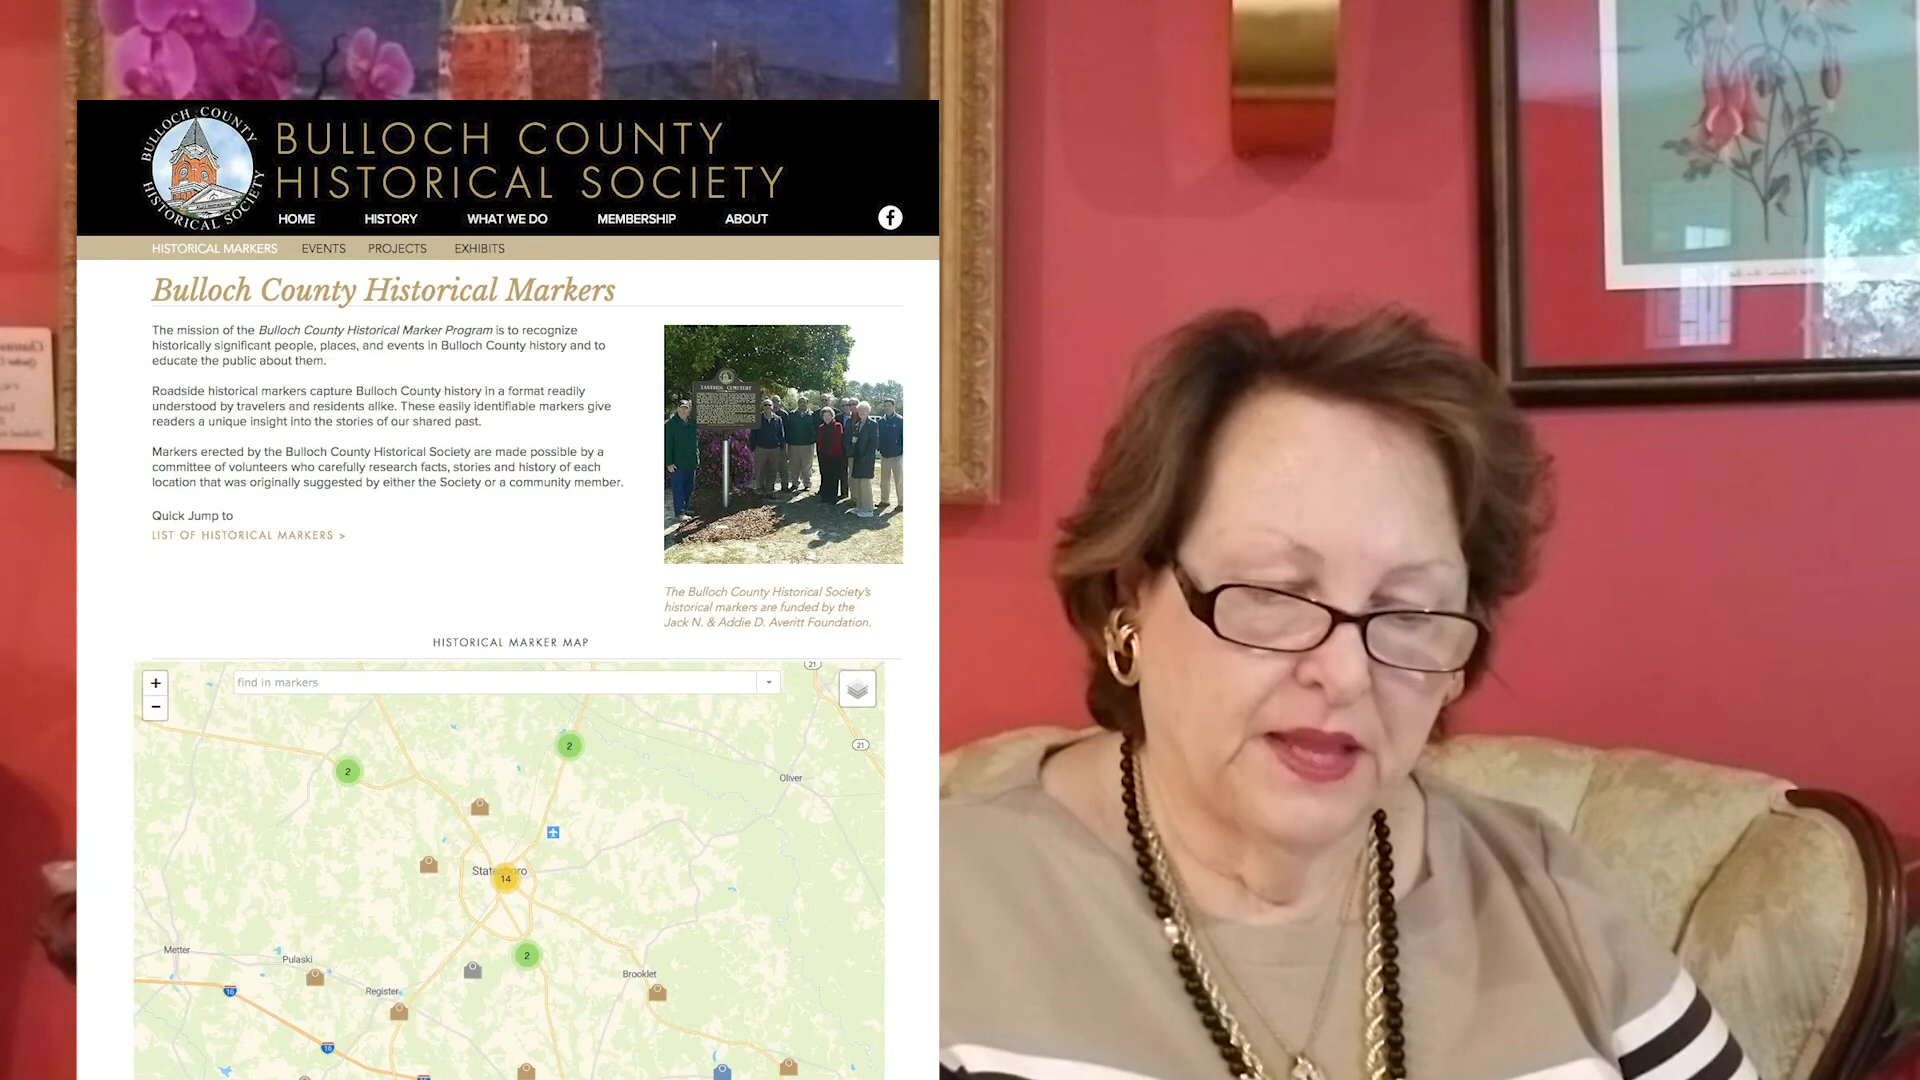 BULLOCH COUNTY
HISTORICAL SOCIETY
BULLOCH COUNTY
HISTORICAL SOCIETY
HOME HISTORY WHAT WE DO MEMBERSHIP ABOUT
HISTORICAL MARKERS EVENTS PROJECTS EXHIBITS
Bulloch County Historical Markers
The mission of the Bulloch County Historical Marker Program is to recognize
historically significant people, places, and events in Bulloch County history and to
educate the public about them.
Roadside historical markers capture Bulloch County history in a format readily
understood by travelers and residents alike. These easily identifiable markers give
readers a unique insight into the stories of our shared past.
Markers erected by the Bulloch County Historical Society are made possible by a
committee of volunteers who carefully research facts, stories and history of each
location that was originally suggested by either the Society or a community member.
Quick Jump to
LIST OF HISTORICAL MARKERS >
EASTSIDE CEMETERY
The Bulloch County Historical Society's
historical markers are funded by the
Jack N. & Addie D. Averitt Foundation.
HISTORICAL MARKER MAP
21
+
find in markers
−
2
21
2
Oliver
Statesboro
14
Metter
2
Pulaski
Brooklet
Register
16
16